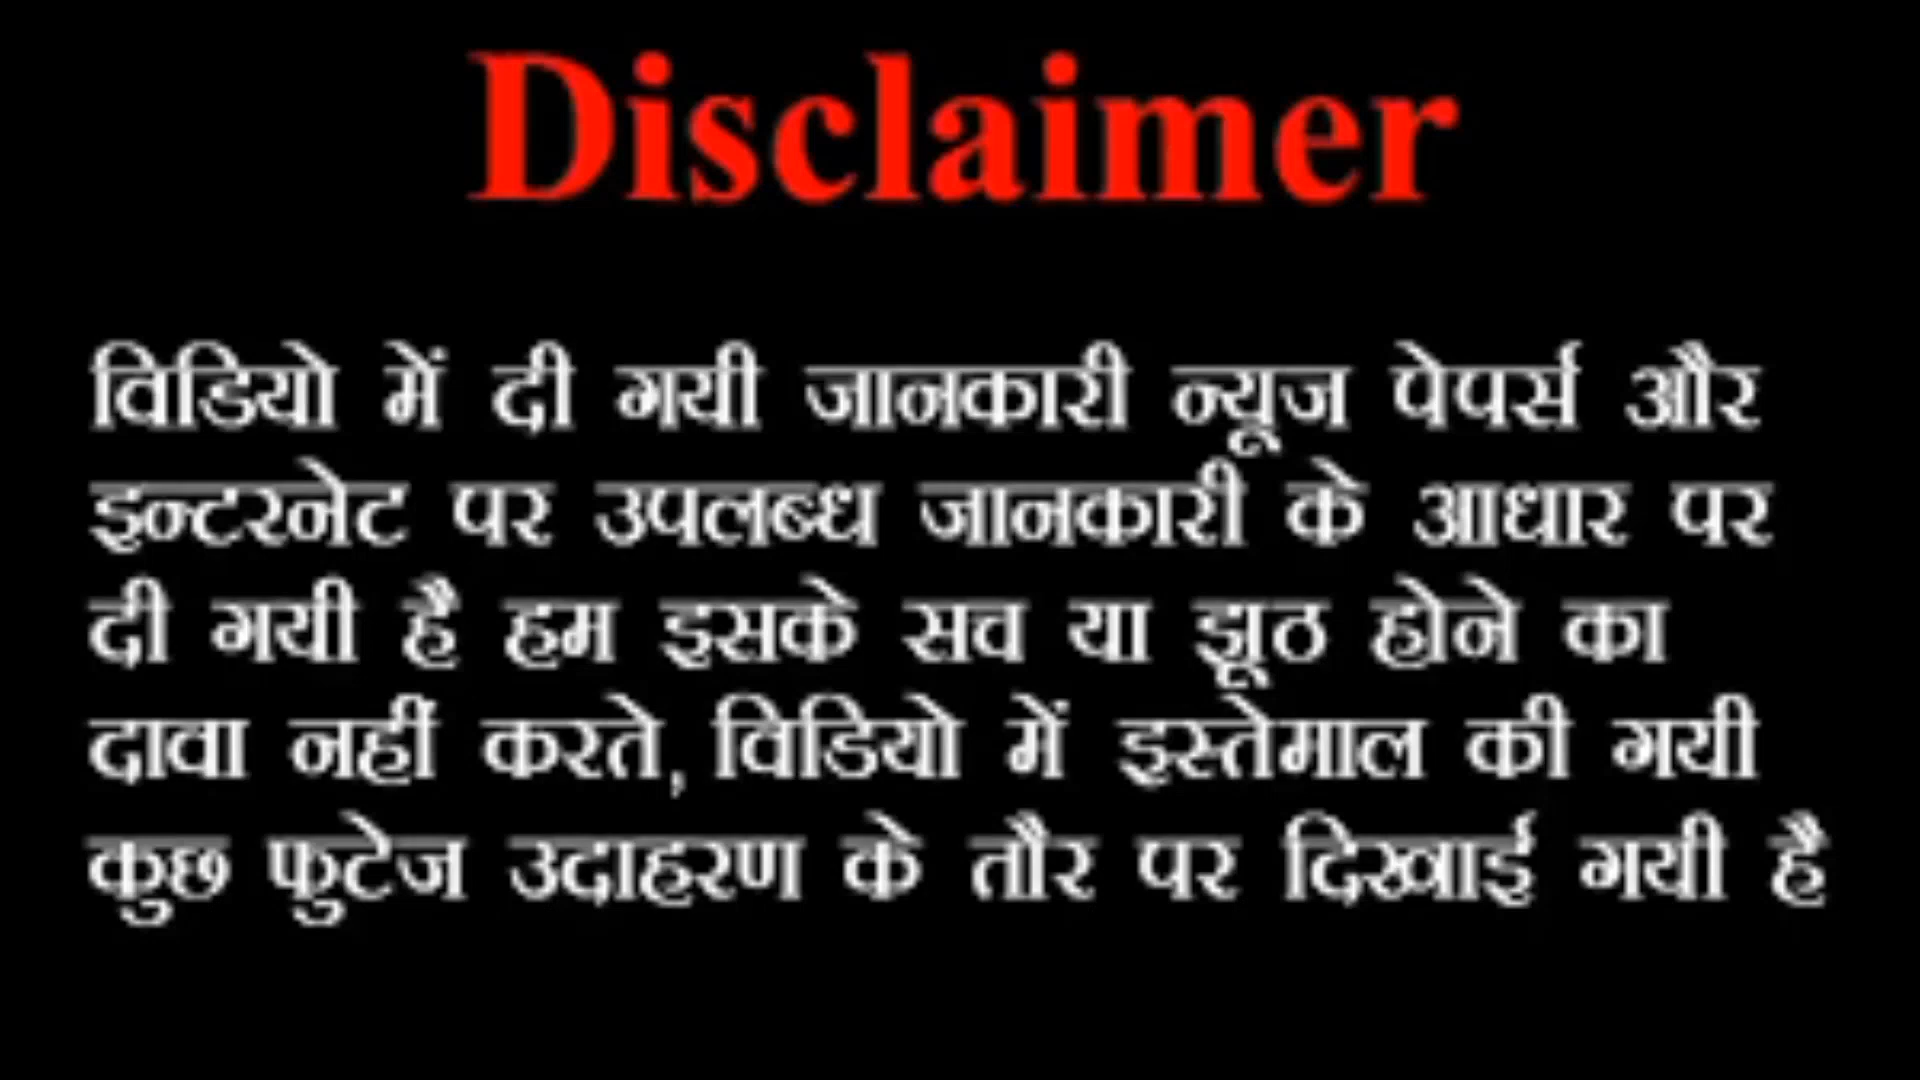 Disclaimer
विडियो में दी गयी जानकारी न्यूज पेपर्स और
इन्टरनेट पर उपलब्ध जानकारी के आधार पर
दी गयी है हम इसके सच या झूठ होने का
दावा नहीं करते, विडियो में इस्तेमाल की गयी
कुछ फुटेज उदाहरण के तौर पर दिखाई गयी है